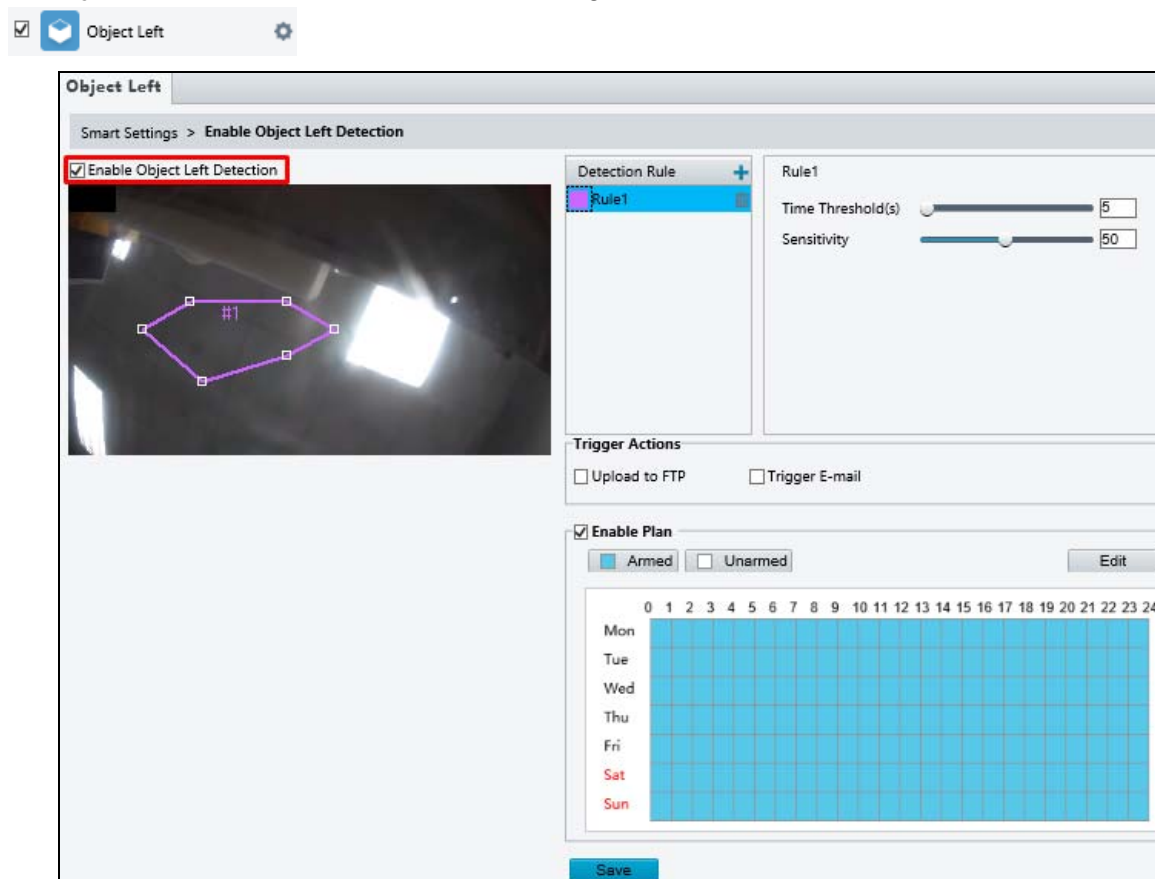 Object Left
Object Left
Smart Settings > Enable Object Left Detection
Enable Object Left Detection
#1
Detection Rule +
Rule1
Rule1
Time Threshold(s) 5
Sensitivity 50
Trigger Actions
Upload to FTP Trigger E-mail
Enable Plan
Armed Unarmed Edit
0 1 2 3 4 5 6 7 8 9 10 11 12 13 14 15 16 17 18 19 20 21 22 23 24
Mon
Tue
Wed
Thu
Fri
Sat
Sun
Save